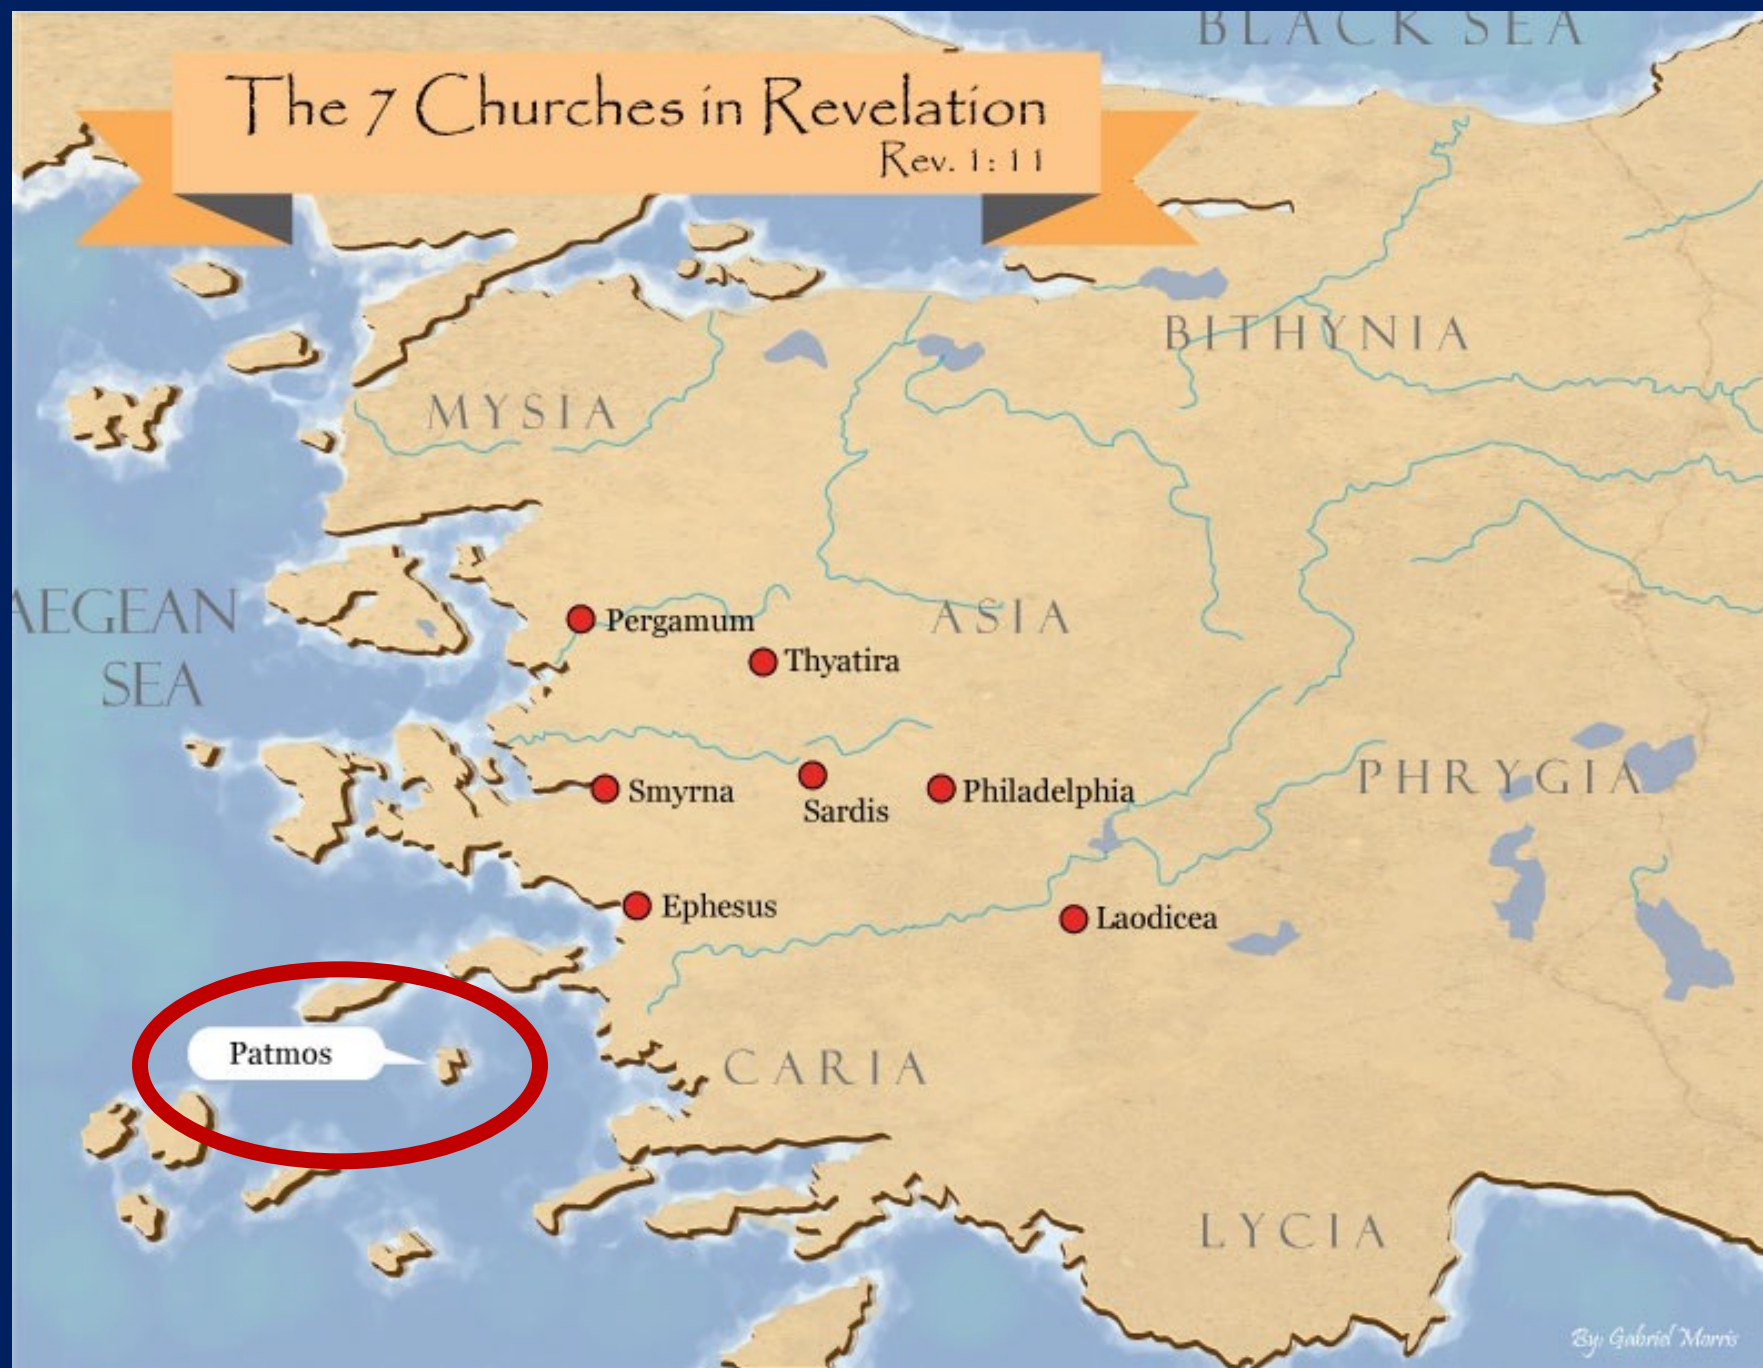 BLACK SEA
The 7 Churches in Revelation
Rev. 1:11
BITHYNIA
MYSIA
AEGEAN
SEA
Pergamum
ASIA
Thyatira
PHRYGIA
Smyrna
Sardis
Philadelphia
Ephesus
Laodicea
Patmos
CARIA
LYCIA
By: Gabriel Morris